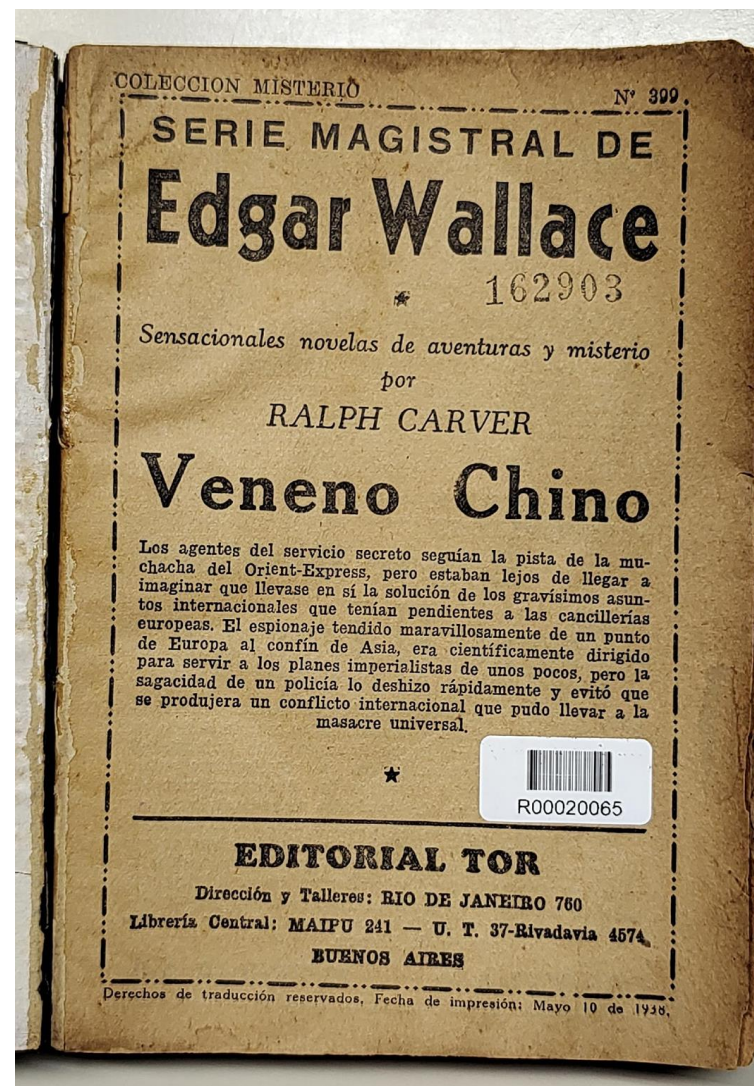 COLECCION MISTERIO
Nº 399.
SERIE MAGISTRAL DE
Edgar Wallace
162903
Sensacionales novelas de aventuras y misterio
por
RALPH CARVER
Veneno Chino
Los agentes del servicio secreto seguían la pista de la mu-
chacha del Orient-Express, pero estaban lejos de llegar a
imaginar que llevase en sí la solución de los gravísimos asun-
tos internacionales que tenían pendientes a las cancillerías
europeas. El espionaje tendido maravillosamente de un punto
de Europa al confín de Asia, era científicamente dirigido
para servir a los planes imperialistas de unos pocos, pero la
sagacidad de un policía lo deshizo rápidamente y evitó que
se produjera un conflicto internacional que pudo llevar a la
masacre universal.
R00020065
EDITORIAL TOR
Dirección y Talleres: RIO DE JANEIRO 760
Librería Central: MAIPU 241 — U. T. 37-Rivadavia 4574
BUENOS AIRES
Derechos de traducción reservados. Fecha de impresión: Mayo 10 de 1938.